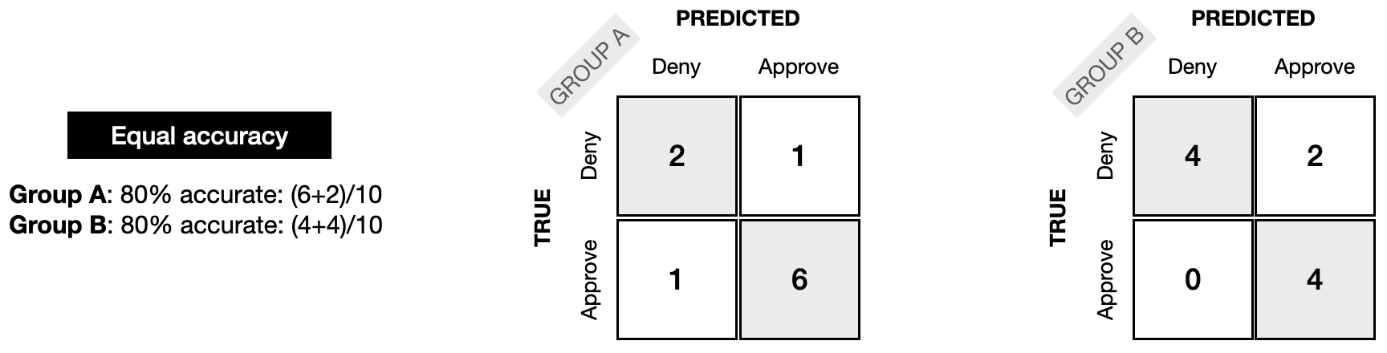 Equal accuracy
Group A: 80% accurate: (6+2)/10
Group B: 80% accurate: (4+4)/10
PREDICTED
GROUP A
Deny Approve
TRUE
Deny
2 1
Approve
1 6
PREDICTED
GROUP B
Deny Approve
TRUE
Deny
4 2
Approve
0 4